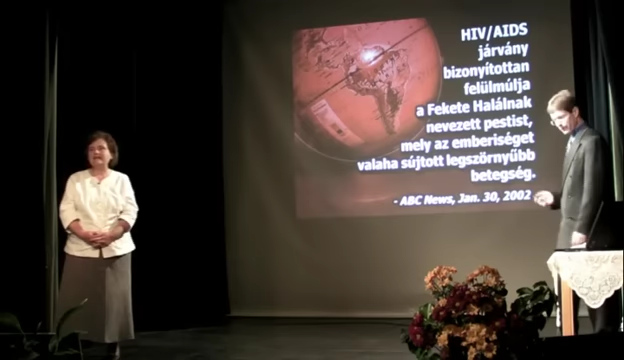 HIV/AIDS
járvány
bizonyítottan
felülmúlja
a Fekete Halálnak
nevezett pestist,
mely az emberiséget
valaha sújtott legszörnyűbb
betegség.
- ABC News, Jan. 30, 2002